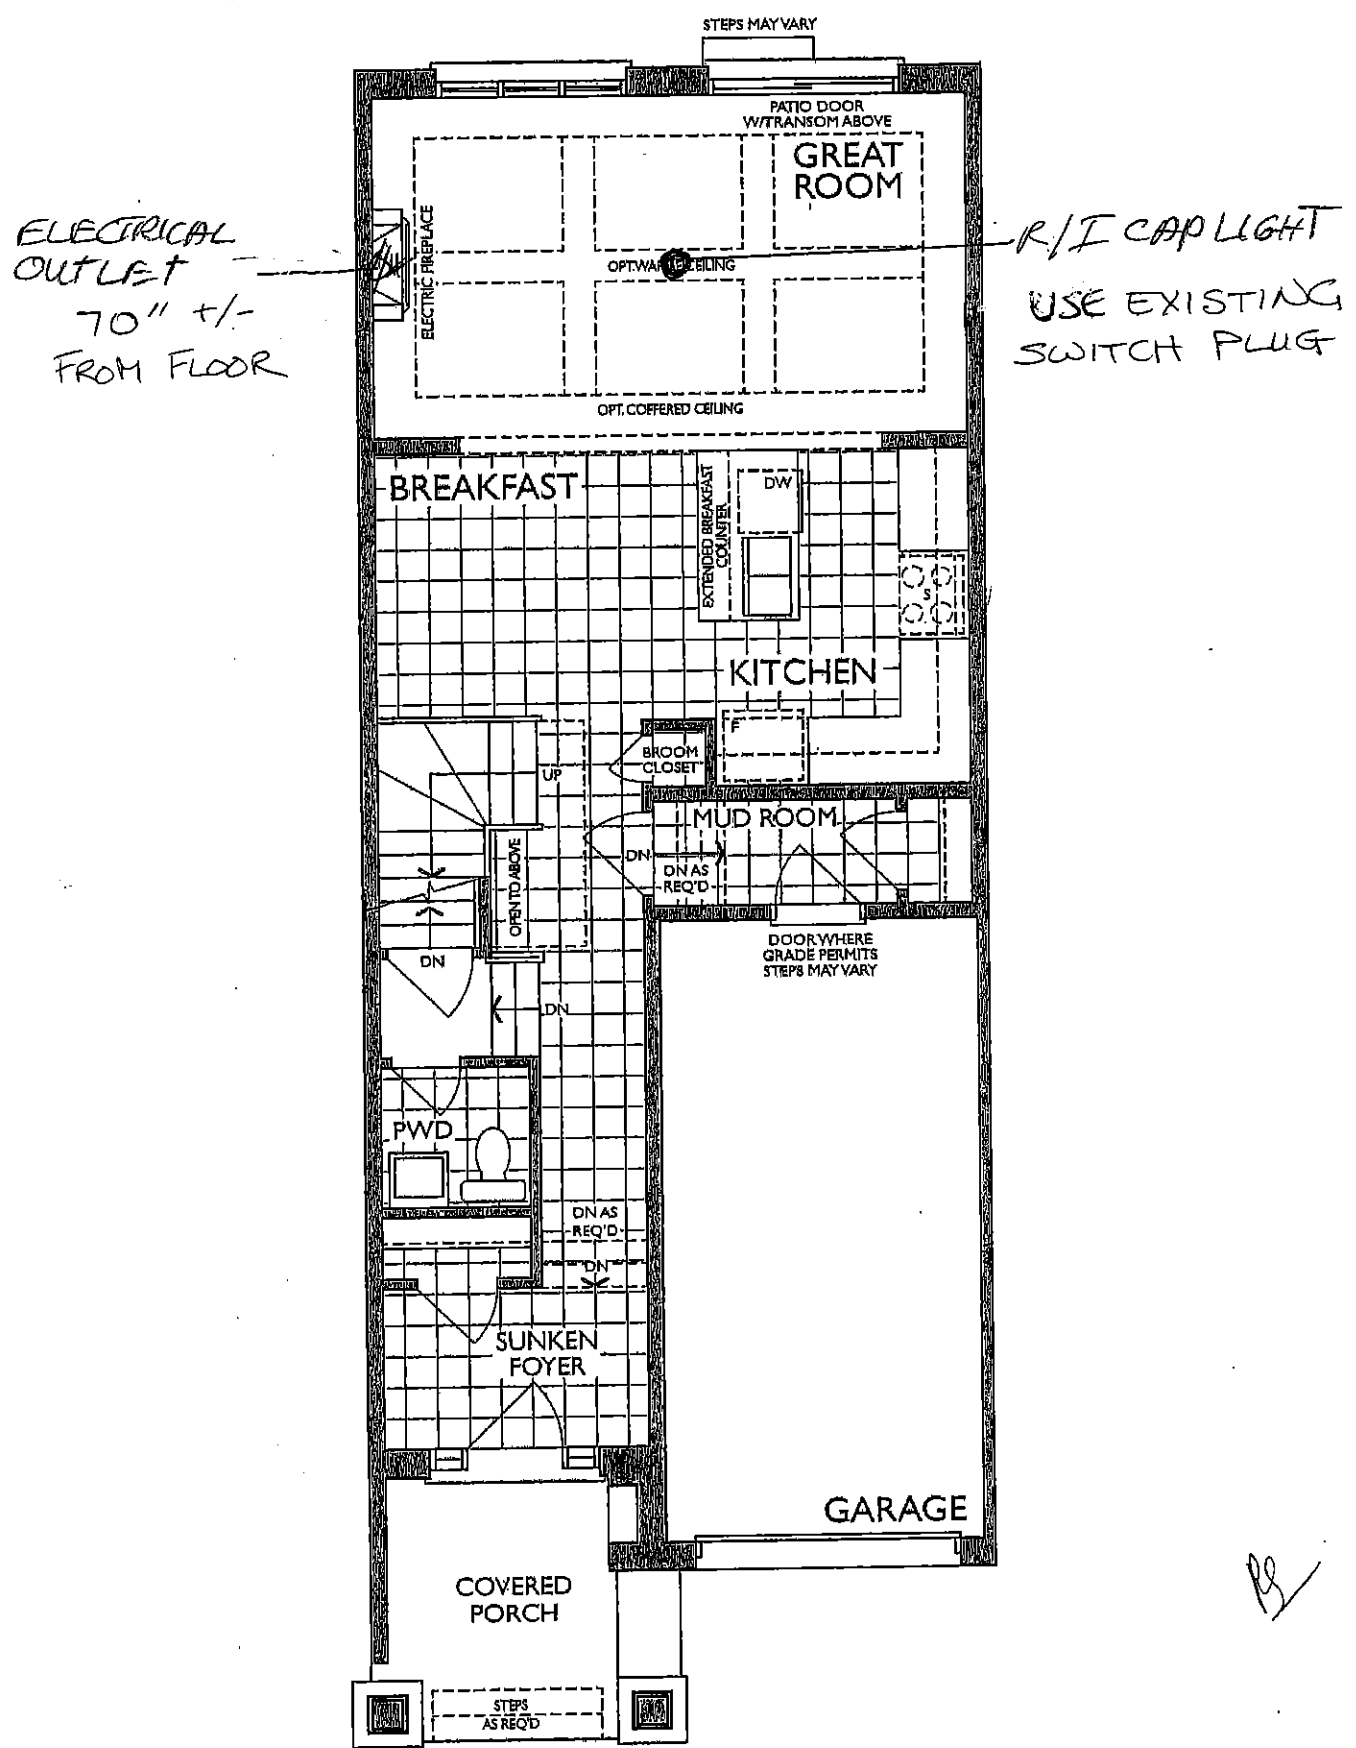 STEPS MAY VARY
PATIO DOOR
W/TRANSOM ABOVE
GREAT
ROOM
ELECTRICAL
OUTLET
70" +/-
FROM FLOOR
ELECTRIC FIREPLACE
CEILING
R/I CAP LIGHT
USE EXISTING
SWITCH PLUG
OPT. COFFERED CEILING
BREAKFAST
EXTENDED BREAKFAST
COUNTER
DW
S
KITCHEN
F
BROOM
CLOSET
UP
MUD ROOM
DN
DN AS
REQ'D
OPEN TO ABOVE
DOOR WHERE
GRADE PERMITS
STEPS MAY VARY
DN
DN
PWD
DN AS
REQ'D
DN
SUNKEN
FOYER
GARAGE
COVERED
PORCH
STEPS
AS REQ'D